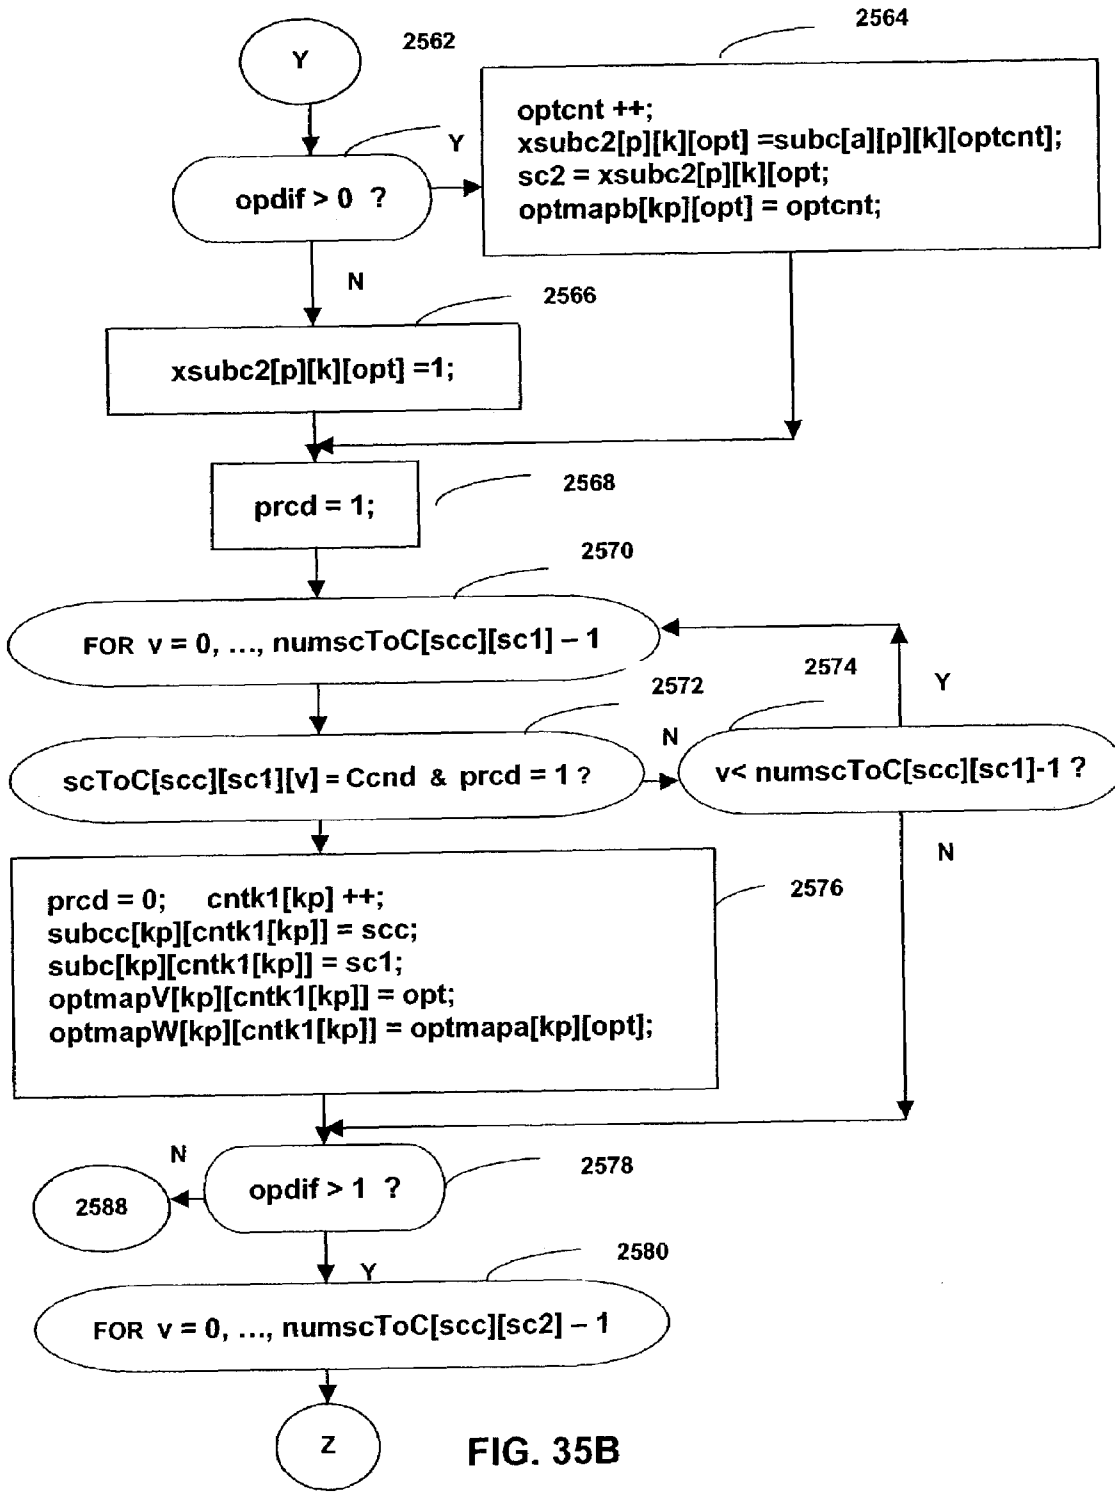 Y
2562
2564
optcnt ++;
xsubc2[p][k][opt] =subc[a][p][k][optcnt];
sc2 = xsubc2[p][k][opt;
optmapb[kp][opt] = optcnt;
Y
opdif > 0 ?
N
2566
xsubc2[p][k][opt] =1;
2568
prcd = 1;
2570
FOR v = 0, ..., numscToC[scc][sc1] – 1
2572
2574
Y
scToC[scc][sc1][v] = Ccnd & prcd = 1 ?
N
v< numscToC[scc][sc1]-1 ?
N
2576
prcd = 0; cntk1[kp] ++;
subcc[kp][cntk1[kp]] = scc;
subc[kp][cntk1[kp]] = sc1;
optmapV[kp][cntk1[kp]] = opt;
optmapW[kp][cntk1[kp]] = optmapa[kp][opt];
N
2578
opdif > 1 ?
2588
Y
2580
FOR v = 0, ..., numscToC[scc][sc2] – 1
Z
FIG. 35B